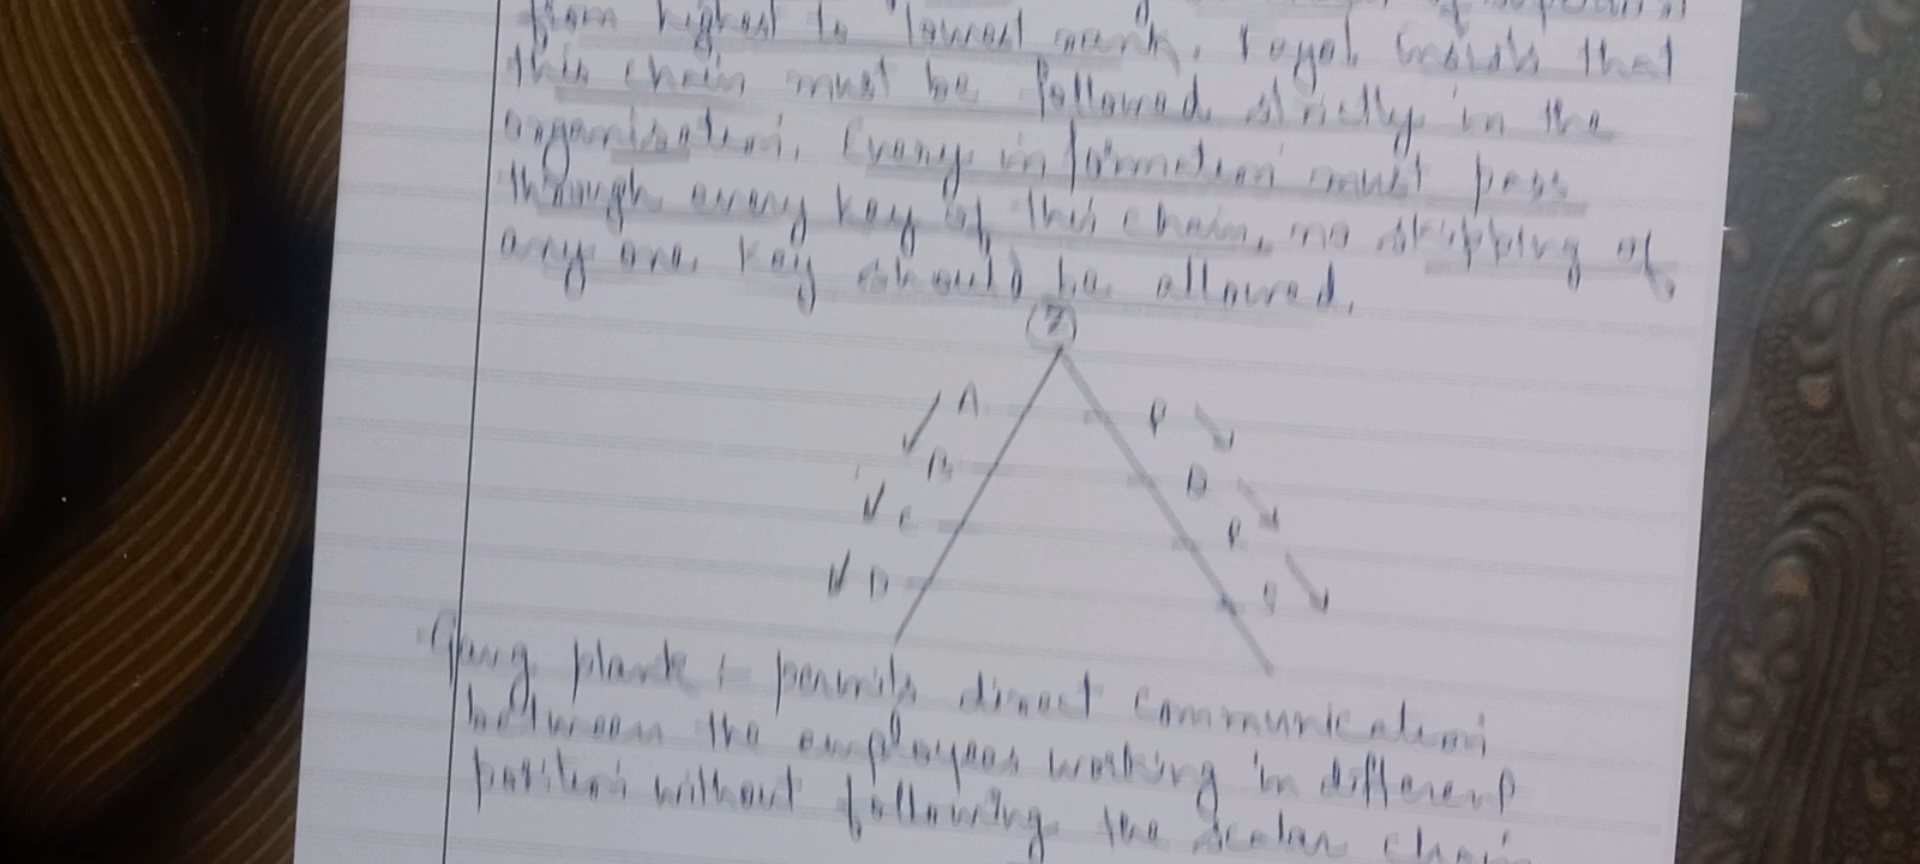 from highest to lowest rank. Fayol insists that
this chain must be followed strictly in the
organisation. Every information must pass
through every key of this chain, no skipping of
any one key should be allowed.
A
B
C
D
P
Gang plank : permits direct communication
between the employees working in different
position without following the scalar chain